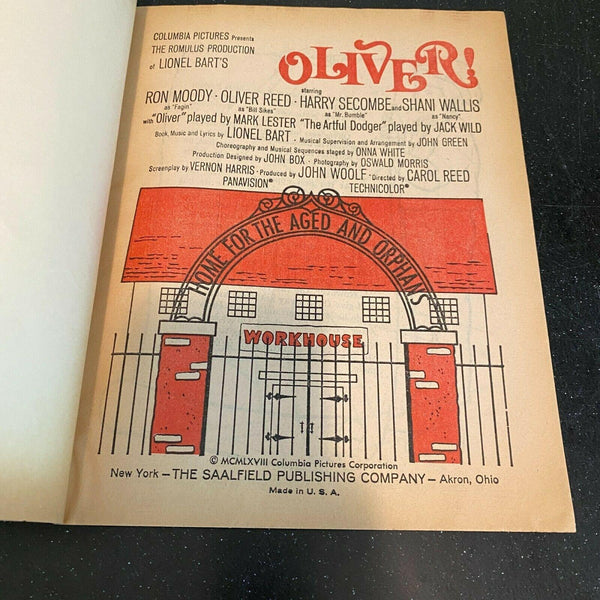 COLUMBIA PICTURES Presents
THE ROMULUS PRODUCTION
of LIONEL BART'S
OLIVER!
starring
RON MOODY · OLIVER REED · HARRY SECOMBE and SHANI WALLIS
as "Fagin" as "Bill Sikes" as "Mr. Bumble" as "Nancy"
with "Oliver" played by MARK LESTER "The Artful Dodger" played by JACK WILD
Book, Music and Lyrics by LIONEL BART · Musical Supervision and Arrangement by JOHN GREEN
Choreography and Musical Sequences staged by ONNA WHITE
Production Designed by JOHN BOX · Photography by OSWALD MORRIS
Screenplay by VERNON HARRIS · Produced by JOHN WOOLF · Directed by CAROL REED
PANAVISION® TECHNICOLOR®
HOME FOR THE AGED AND ORPHANS
WORKHOUSE
© MCMLXVIII Columbia Pictures Corporation
New York — THE SAALFIELD PUBLISHING COMPANY — Akron, Ohio
Made in U. S. A.